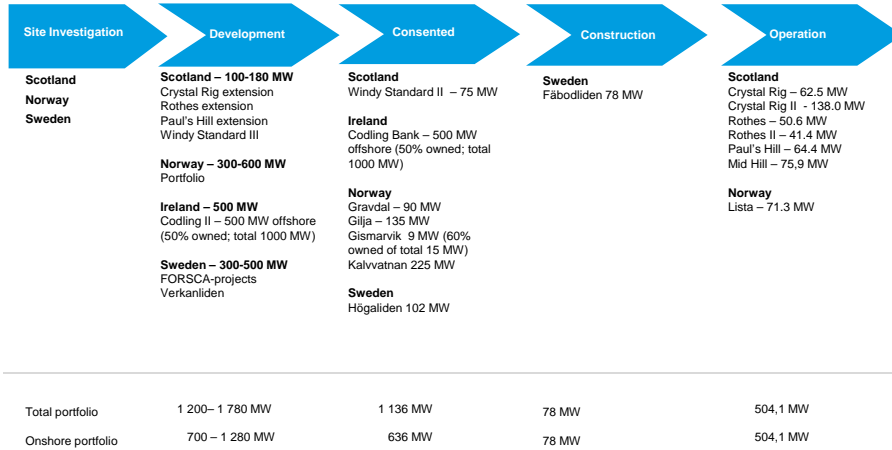 Site Investigation
Development
Consented
Construction
Operation
Scotland
Norway
Sweden
Scotland – 100-180 MW
Crystal Rig extension
Rothes extension
Paul's Hill extension
Windy Standard III
Norway – 300-600 MW
Portfolio
Ireland – 500 MW
Codling II – 500 MW offshore
(50% owned; total 1000 MW)
Sweden – 300-500 MW
FORSCA-projects
Verkanliden
Scotland
Windy Standard II – 75 MW
Ireland
Codling Bank – 500 MW
offshore (50% owned; total
1000 MW)
Norway
Gravdal – 90 MW
Gilja – 135 MW
Gismarvik 9 MW (60%
owned of total 15 MW)
Kalvvatnan 225 MW
Sweden
Högaliden 102 MW
Sweden
Fäbodliden 78 MW
Scotland
Crystal Rig – 62.5 MW
Crystal Rig II - 138.0 MW
Rothes – 50.6 MW
Rothes II – 41.4 MW
Paul's Hill – 64.4 MW
Mid Hill – 75,9 MW
Norway
Lista – 71.3 MW
Total portfolio 1 200– 1 780 MW 1 136 MW 78 MW 504,1 MW
Onshore portfolio 700 – 1 280 MW 636 MW 78 MW 504,1 MW